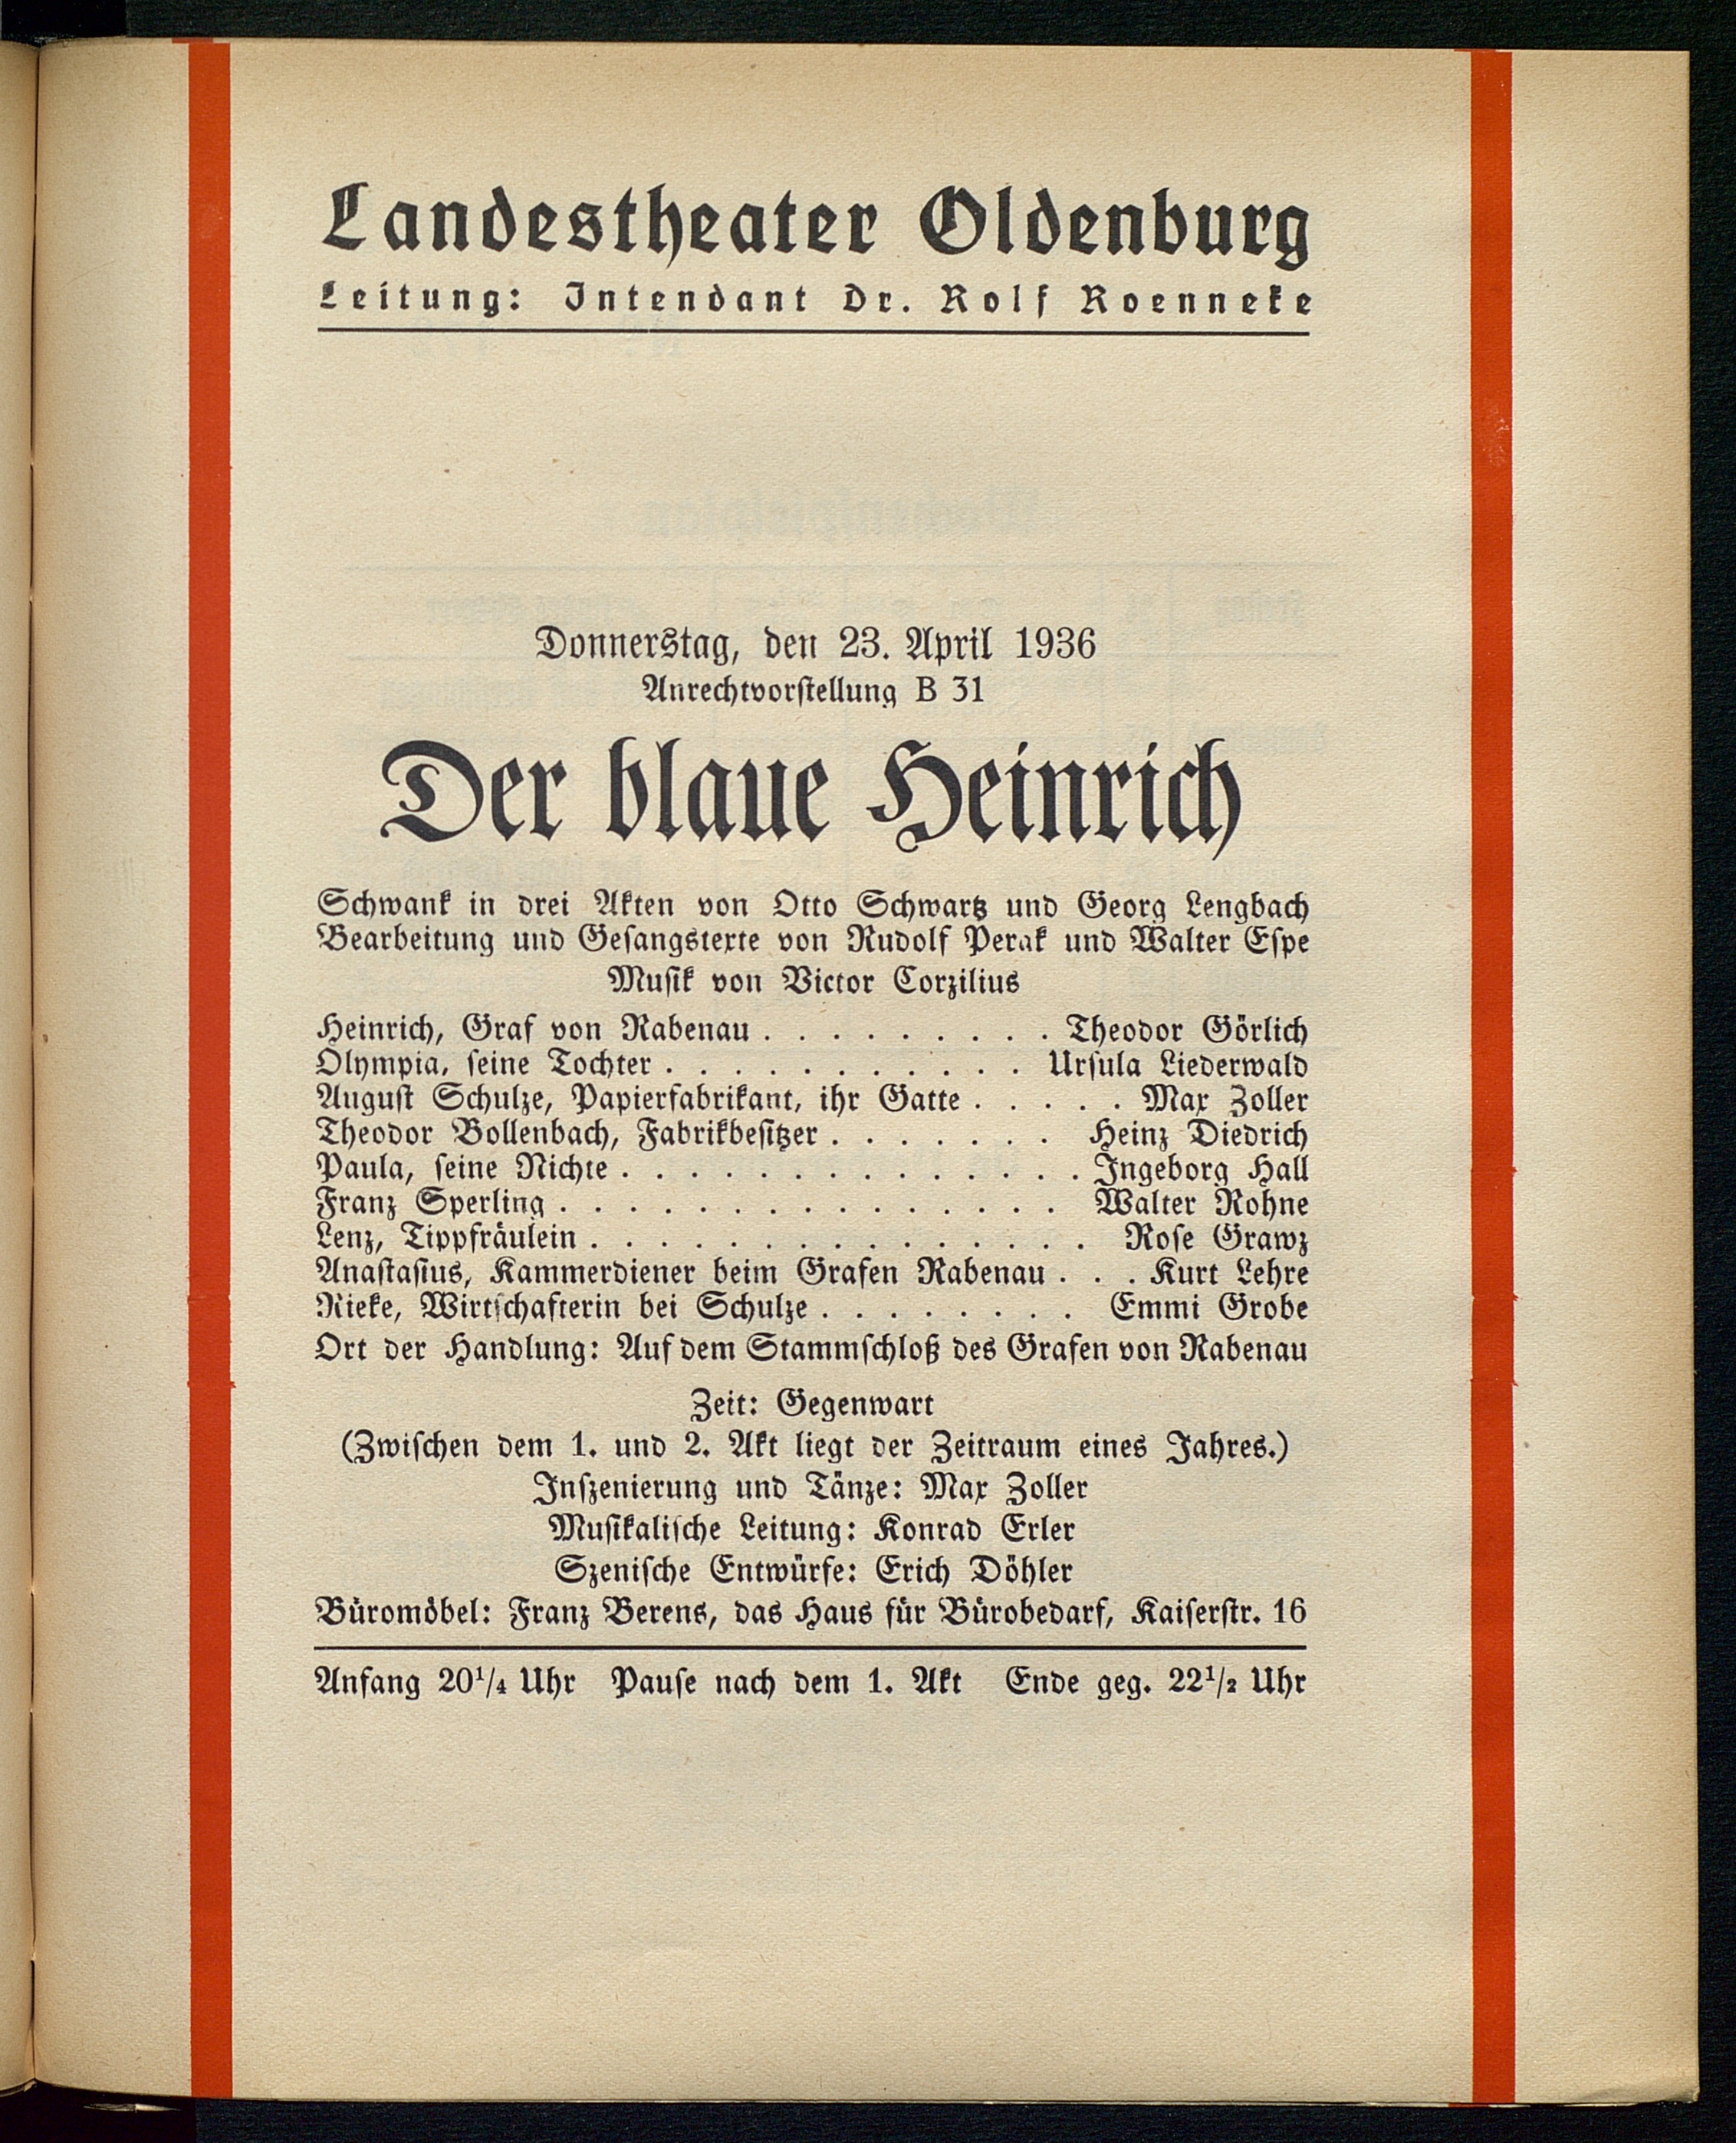 Landestheater Oldenburg
Leitung: Intendant Dr. Rolf Roenneke
Donnerstag, den 23. April 1936
Anrechtvorstellung B 31
Der blaue Heinrich
Schwank in drei Akten von Otto Schwartz und Georg Lengbach
Bearbeitung und Gesangstexte von Rudolf Perak und Walter Espe
Musik von Victor Corzilius
Heinrich, Graf von Rabenau . . . . . . . . . Theodor Görlich
Olympia, seine Tochter . . . . . . . . . . . Ursula Liederwald
August Schulze, Papierfabrikant, ihr Gatte . . . . . Max Zoller
Theodor Bollenbach, Fabrikbesitzer . . . . . . . Heinz Diedrich
Paula, seine Nichte . . . . . . . . . . . . . . Ingeborg Hall
Franz Sperling . . . . . . . . . . . . . . . Walter Rohne
Lenz, Tippfräulein . . . . . . . . . . . . . . . Rose Grawz
Anastasius, Kammerdiener beim Grafen Rabenau . . . Kurt Lehre
Rieke, Wirtschafterin bei Schulze . . . . . . . . Emmi Grobe
Ort der Handlung: Auf dem Stammschloß des Grafen von Rabenau
Zeit: Gegenwart
(Zwischen dem 1. und 2. Akt liegt der Zeitraum eines Jahres.)
Inszenierung und Tänze: Max Zoller
Musikalische Leitung: Konrad Erler
Szenische Entwürfe: Erich Döhler
Büromöbel: Franz Berens, das Haus für Bürobedarf, Kaiserstr. 16
Anfang 20¹/₄ Uhr Pause nach dem 1. Akt Ende geg. 22¹/₂ Uhr